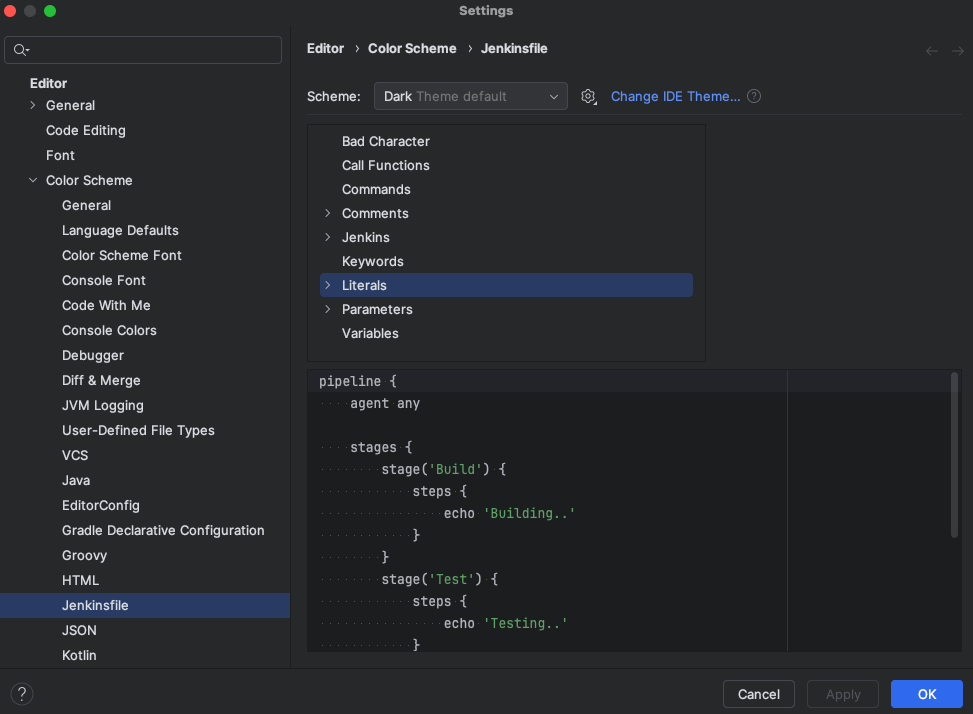 Settings
Editor
General
Code Editing
Font
Color Scheme
General
Language Defaults
Color Scheme Font
Console Font
Code With Me
Console Colors
Debugger
Diff & Merge
JVM Logging
User-Defined File Types
VCS
Java
EditorConfig
Gradle Declarative Configuration
Groovy
HTML
Jenkinsfile
JSON
Kotlin
Editor › Color Scheme › Jenkinsfile
Scheme: Dark Theme default Change IDE Theme... ?
Bad Character
Call Functions
Commands
Comments
Jenkins
Keywords
Literals
Parameters
Variables
pipeline {
    agent any
    stages {
        stage('Build') {
            steps {
                echo 'Building..'
            }
        }
        stage('Test') {
            steps {
                echo 'Testing..'
            }
? Cancel Apply OK